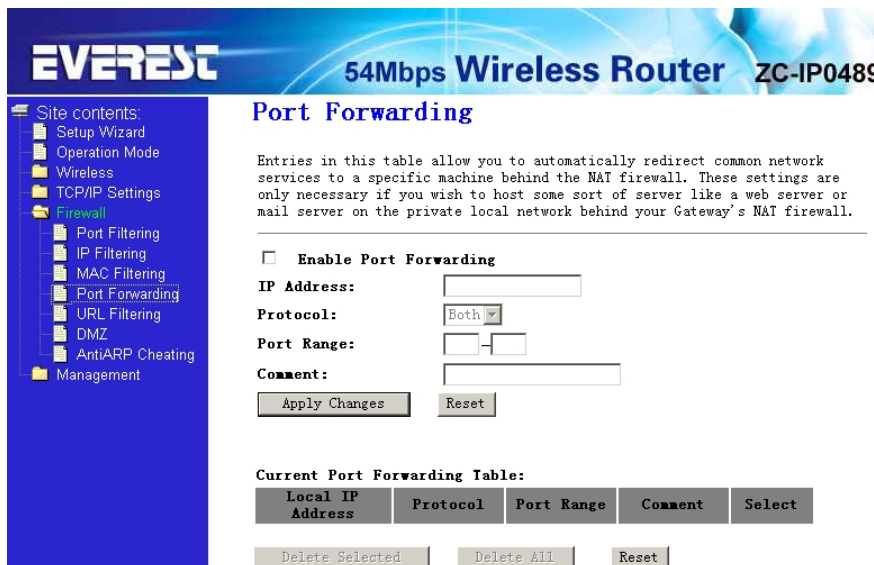 EVEREST
54Mbps Wireless Router ZC-IP0489
Site contents:
Setup Wizard
Operation Mode
Wireless
TCP/IP Settings
Firewall
Port Filtering
IP Filtering
MAC Filtering
Port Forwarding
URL Filtering
DMZ
AntiARP Cheating
Management
Port Forwarding
Entries in this table allow you to automatically redirect common network
services to a specific machine behind the NAT firewall. These settings are
only necessary if you wish to host some sort of server like a web server or
mail server on the private local network behind your Gateway's NAT firewall.
Enable Port Forwarding
IP Address:
Protocol: Both
Port Range: -
Comment:
Apply Changes Reset
Current Port Forwarding Table:
Local IP Address Protocol Port Range Comment Select
Delete Selected Delete All Reset